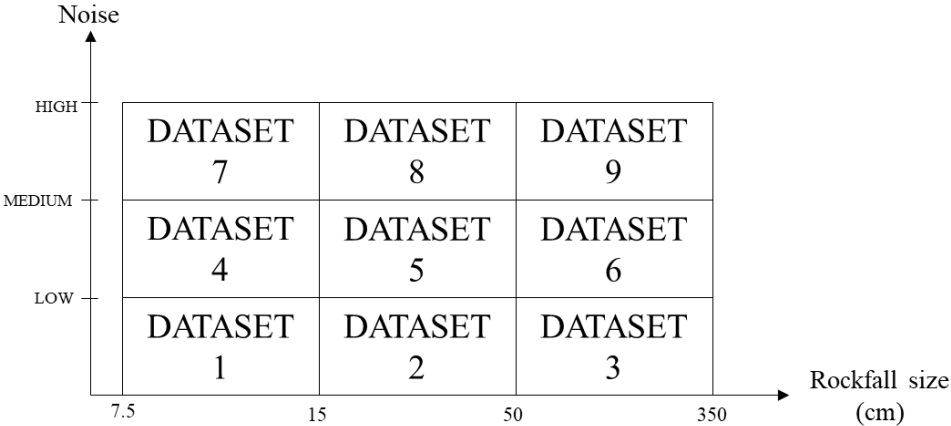 Noise
HIGH
DATASET
7
DATASET
8
DATASET
9
MEDIUM
DATASET
4
DATASET
5
DATASET
6
LOW
DATASET
1
DATASET
2
DATASET
3
7.5
15
50
350
Rockfall size
(cm)